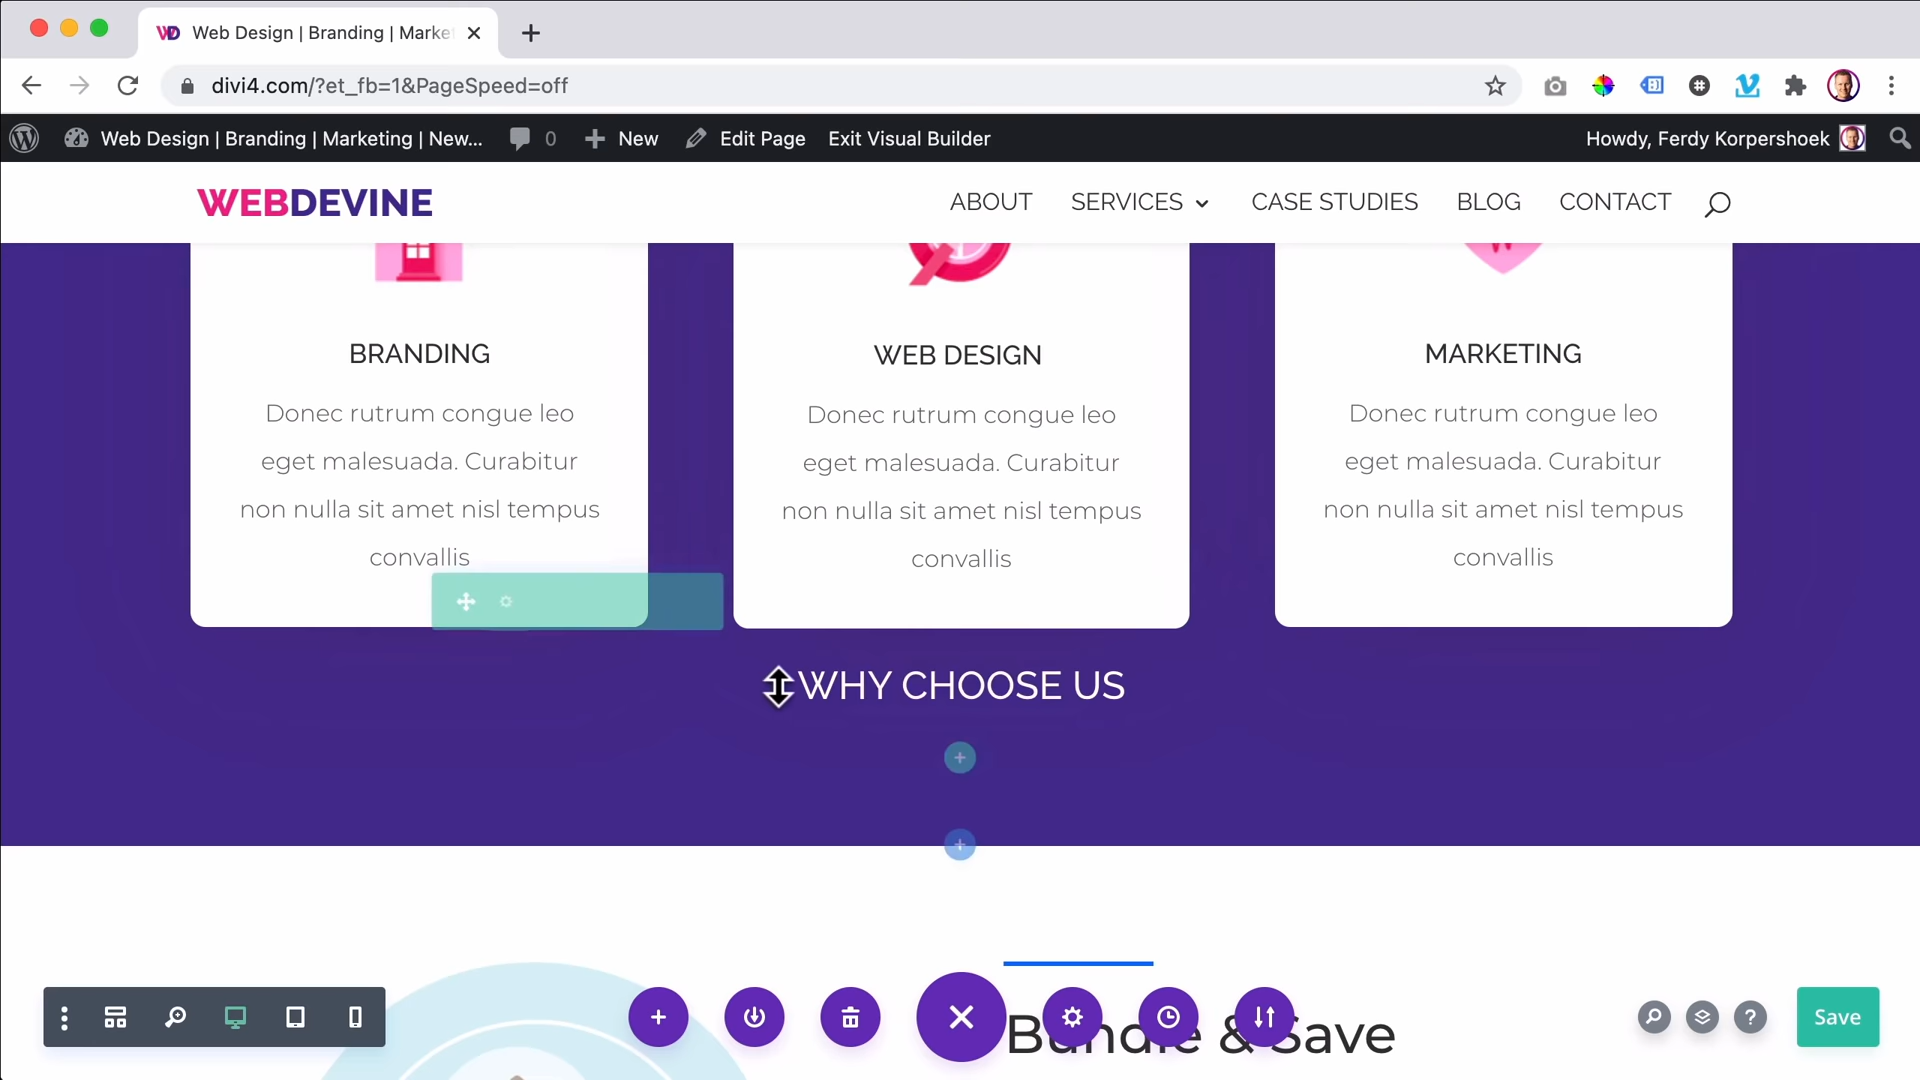 Web Design | Branding | Marke
divi4.com/?et_fb=1&PageSpeed=off
Web Design | Branding | Marketing | New... 0 New Edit Page Exit Visual Builder Howdy, Ferdy Korpershoek
WEBDEVINE ABOUT SERVICES CASE STUDIES BLOG CONTACT
BRANDING
Donec rutrum congue leo
eget malesuada. Curabitur
non nulla sit amet nisl tempus
convallis
WEB DESIGN
Donec rutrum congue leo
eget malesuada. Curabitur
non nulla sit amet nisl tempus
convallis
MARKETING
Donec rutrum congue leo
eget malesuada. Curabitur
non nulla sit amet nisl tempus
convallis
WHY CHOOSE US
Bundle & Save
Save